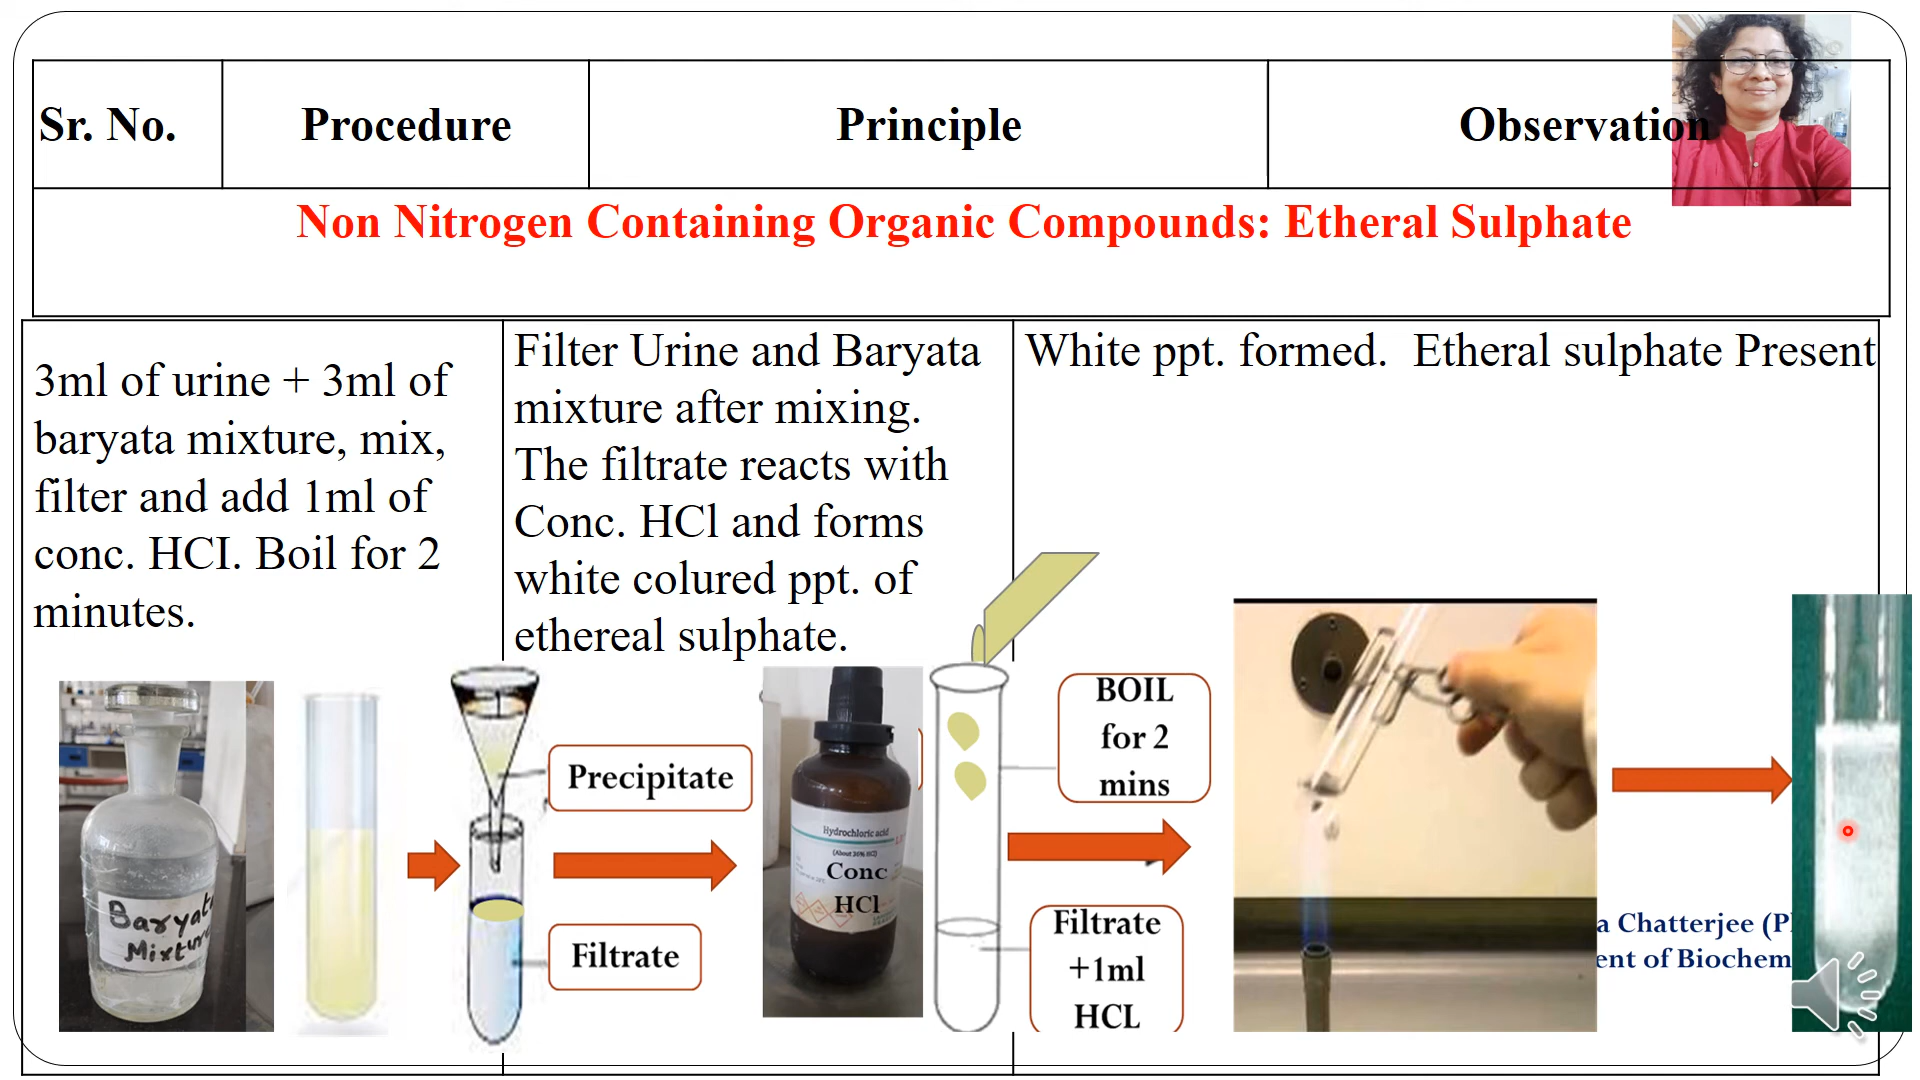 Sr. No.
Procedure
Principle
Observation
Non Nitrogen Containing Organic Compounds: Etheral Sulphate
3ml of urine + 3ml of
baryata mixture, mix,
filter and add 1ml of
conc. HCI. Boil for 2
minutes.
Filter Urine and Baryata
mixture after mixing.
The filtrate reacts with
Conc. HCl and forms
white colured ppt. of
ethereal sulphate.
White ppt. formed. Etheral sulphate Present
Baryata
Mixture
Precipitate
Filtrate
Hydrochloric acid
(About 36% HCl)
Conc
HCl
BOIL
for 2
mins
Filtrate
+1ml
HCL
a Chatterjee (P
ent of Biochem